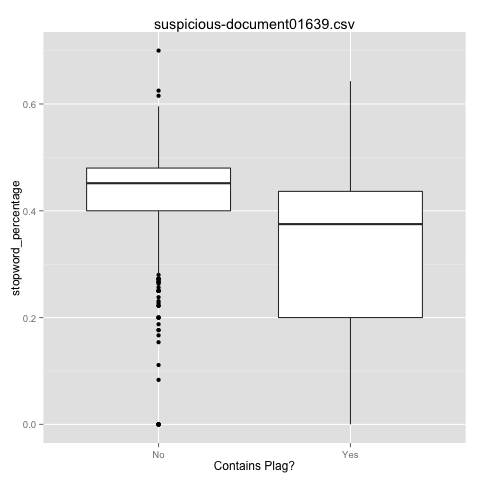 suspicious-document01639.csv
stopword_percentage
0.6
0.4
0.2
0.0
No Yes
Contains Plag?